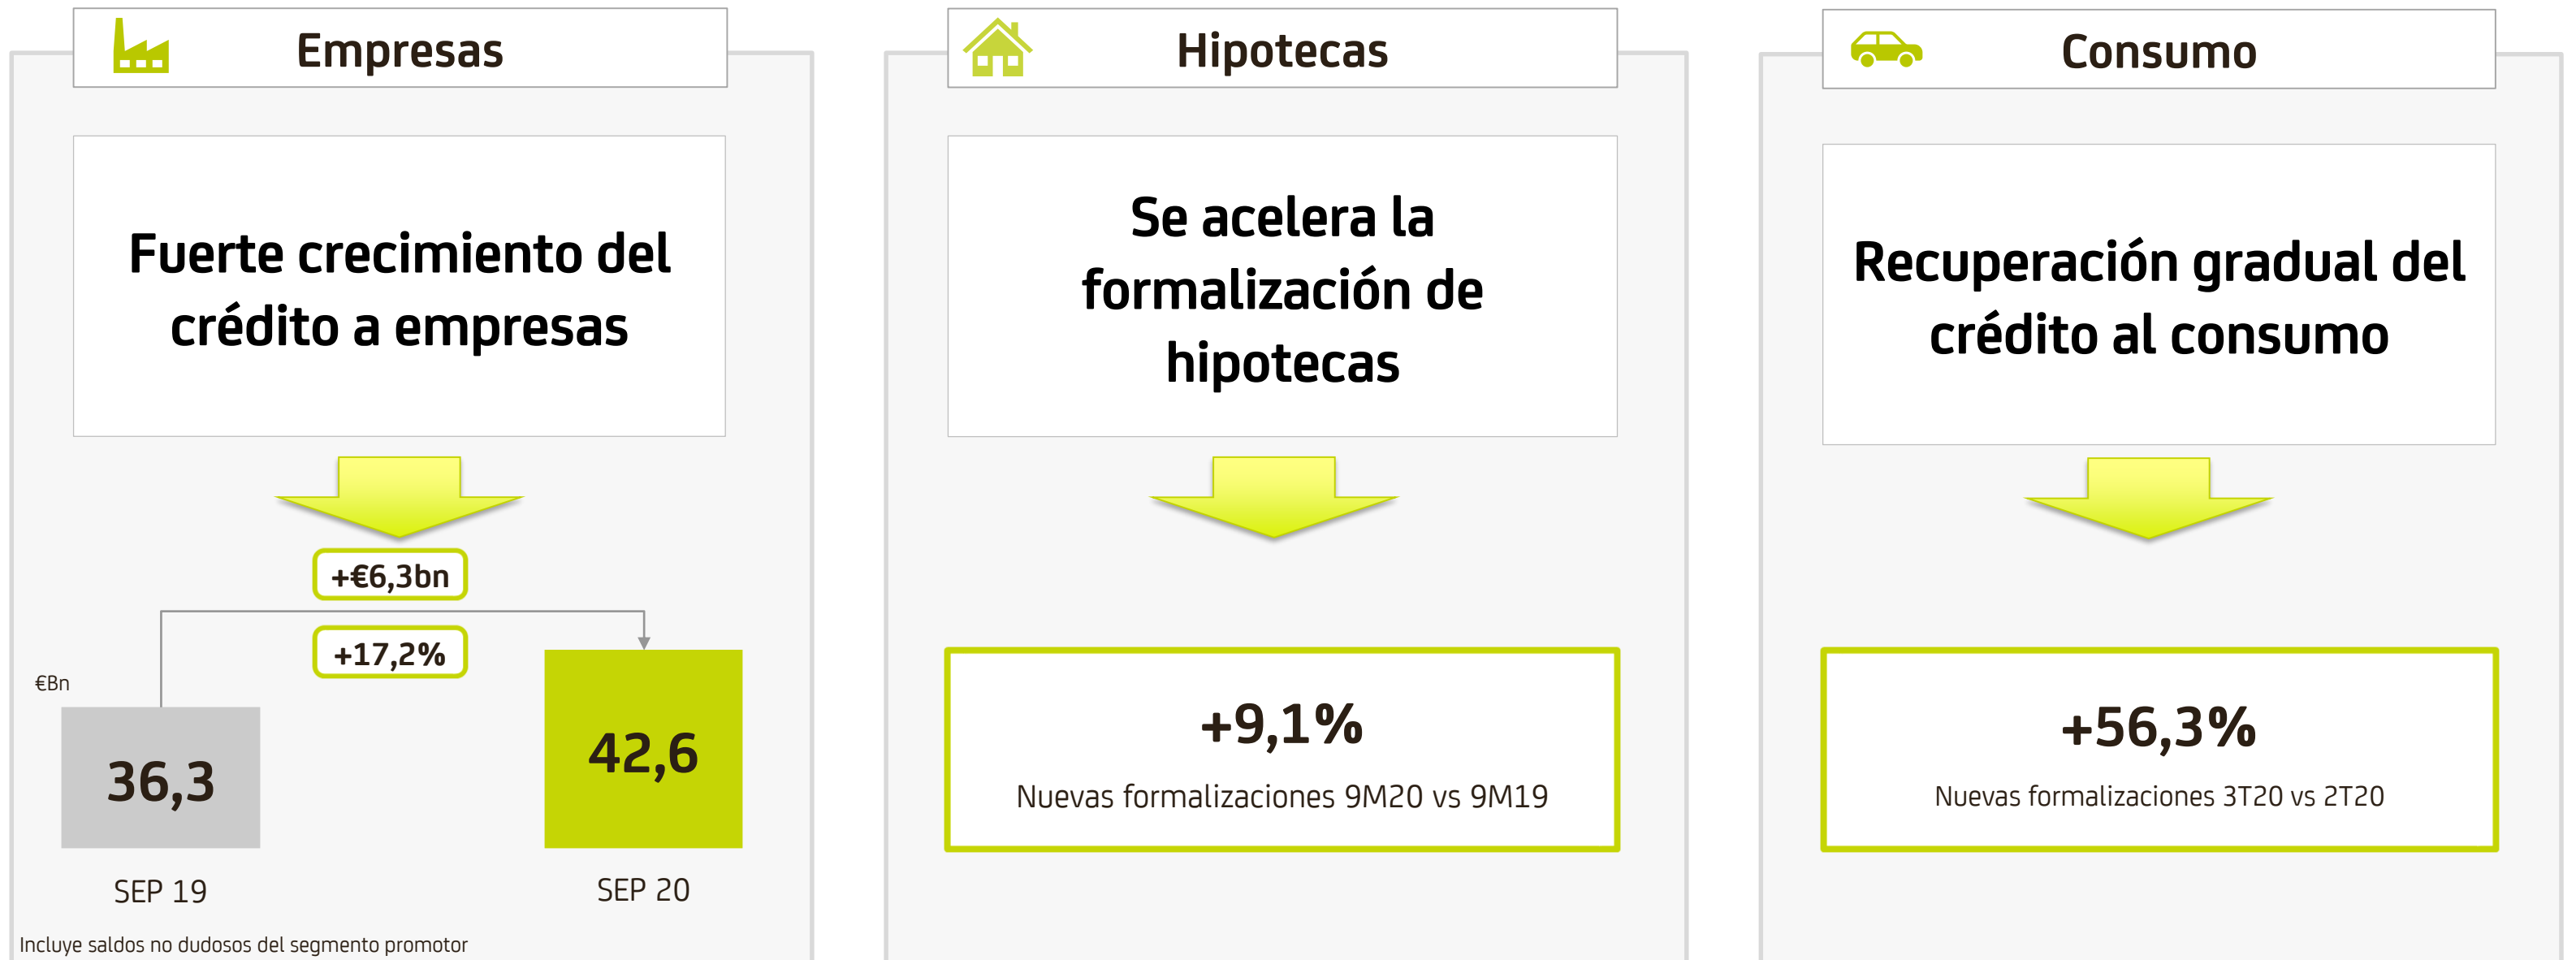 Empresas
Fuerte crecimiento del
crédito a empresas
+€6,3bn
+17,2%
€Bn
36,3
42,6
SEP 19
SEP 20
Incluye saldos no dudosos del segmento promotor
Hipotecas
Se acelera la
formalización de
hipotecas
+9,1%
Nuevas formalizaciones 9M20 vs 9M19
Consumo
Recuperación gradual del
crédito al consumo
+56,3%
Nuevas formalizaciones 3T20 vs 2T20